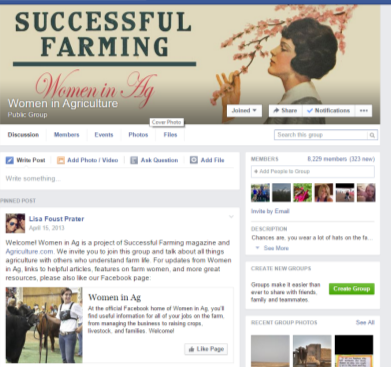 SUCCESSFUL
FARMING
Women in Ag
Women in Agriculture
Public Group
Joined
Share
Notifications
Cover Photo
Discussion
Members
Events
Photos
Files
Search this group
Write Post
Add Photo / Video
Ask Question
Add File
Write something...
PINNED POST
Lisa Foust Prater
April 15, 2013
Welcome! Women in Ag is a project of Successful Farming magazine and
Agriculture.com. We invite you to join this group and talk about all things
agriculture with others who understand farm life. For updates from Women
in Ag, links to helpful articles, features on farm women, and more great
resources, please also like our Facebook page.
Women in Ag
At the official Facebook home of Women in Ag, you'll
find useful information for all of your jobs on the farm,
from managing the business to raising crops,
livestock, and families. Welcome!
Like Page
MEMBERS
8,229 members (323 new)
+ Add People to Group
Invite by Email
DESCRIPTION
Chances are, you wear a lot of hats on the fa...
See More
CREATE NEW GROUPS
Groups make it easier than
ever to share with friends,
family and teammates.
Create Group
RECENT GROUP PHOTOS
See All